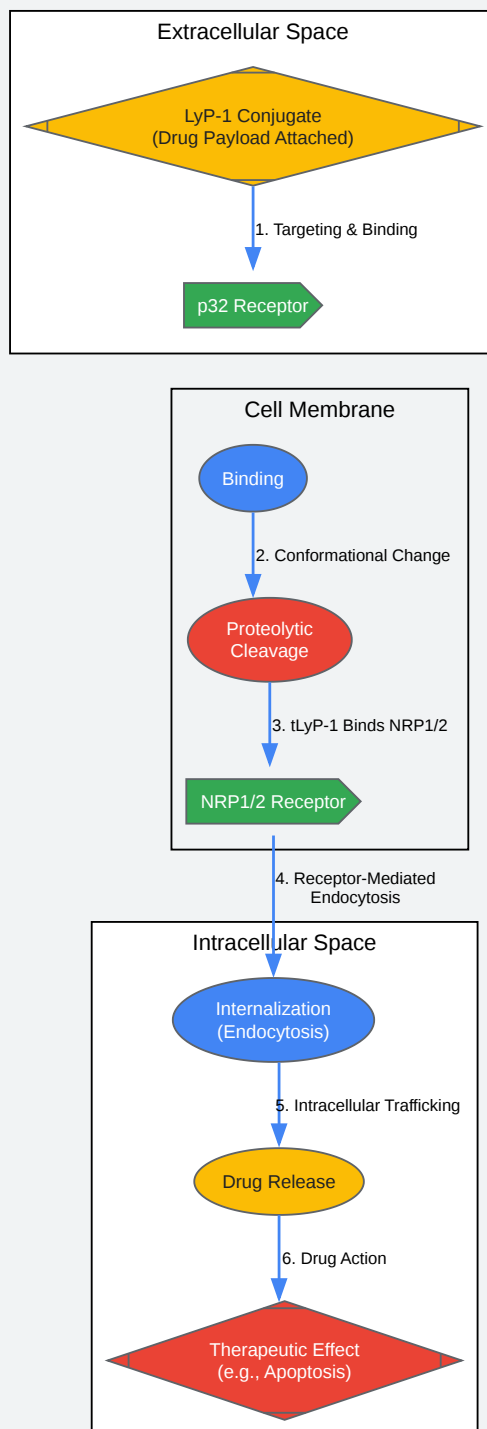 Extracellular Space
LyP-1 Conjugate
(Drug Payload Attached)
1. Targeting & Binding
p32 Receptor
Cell Membrane
Binding
2. Conformational Change
Proteolytic
Cleavage
3. tLyP-1 Binds NRP1/2
NRP1/2 Receptor
4. Receptor-Mediated
Endocytosis
Intracellular Space
Internalization
(Endocytosis)
5. Intracellular Trafficking
Drug Release
6. Drug Action
Therapeutic Effect
(e.g., Apoptosis)